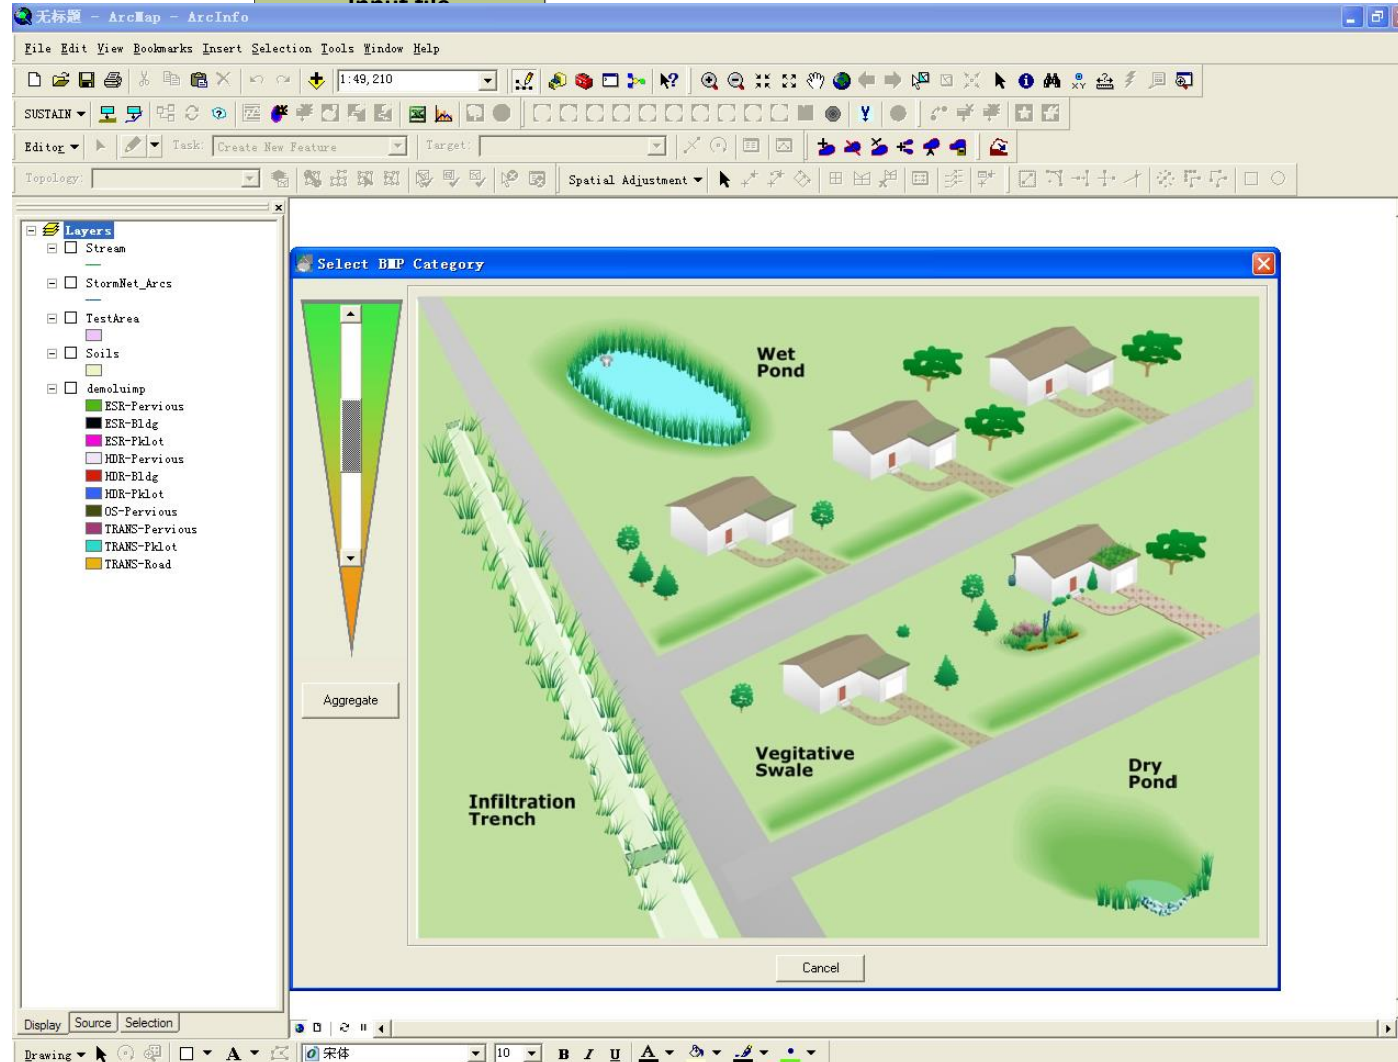 Input file
无标题 - ArcMap - ArcInfo
File Edit View Bookmarks Insert Selection Tools Window Help
1:49,210
SUSTAIN
Editor Task: Create New Feature Target:
Topology: Spatial Adjustment
Layers
Stream
StormNet_Arcs
TestArea
Soils
demoluimp
ESR-Pervious
ESR-Bldg
ESR-Pklot
HDR-Pervious
HDR-Bldg
HDR-Pklot
OS-Pervious
TRANS-Pervious
TRANS-Pklot
TRANS-Road
Select BMP Category
Wet
Pond
Aggregate
Vegitative
Swale
Dry
Pond
Infiltration
Trench
Cancel
Display Source Selection
Drawing A 宋体 10 B I U A